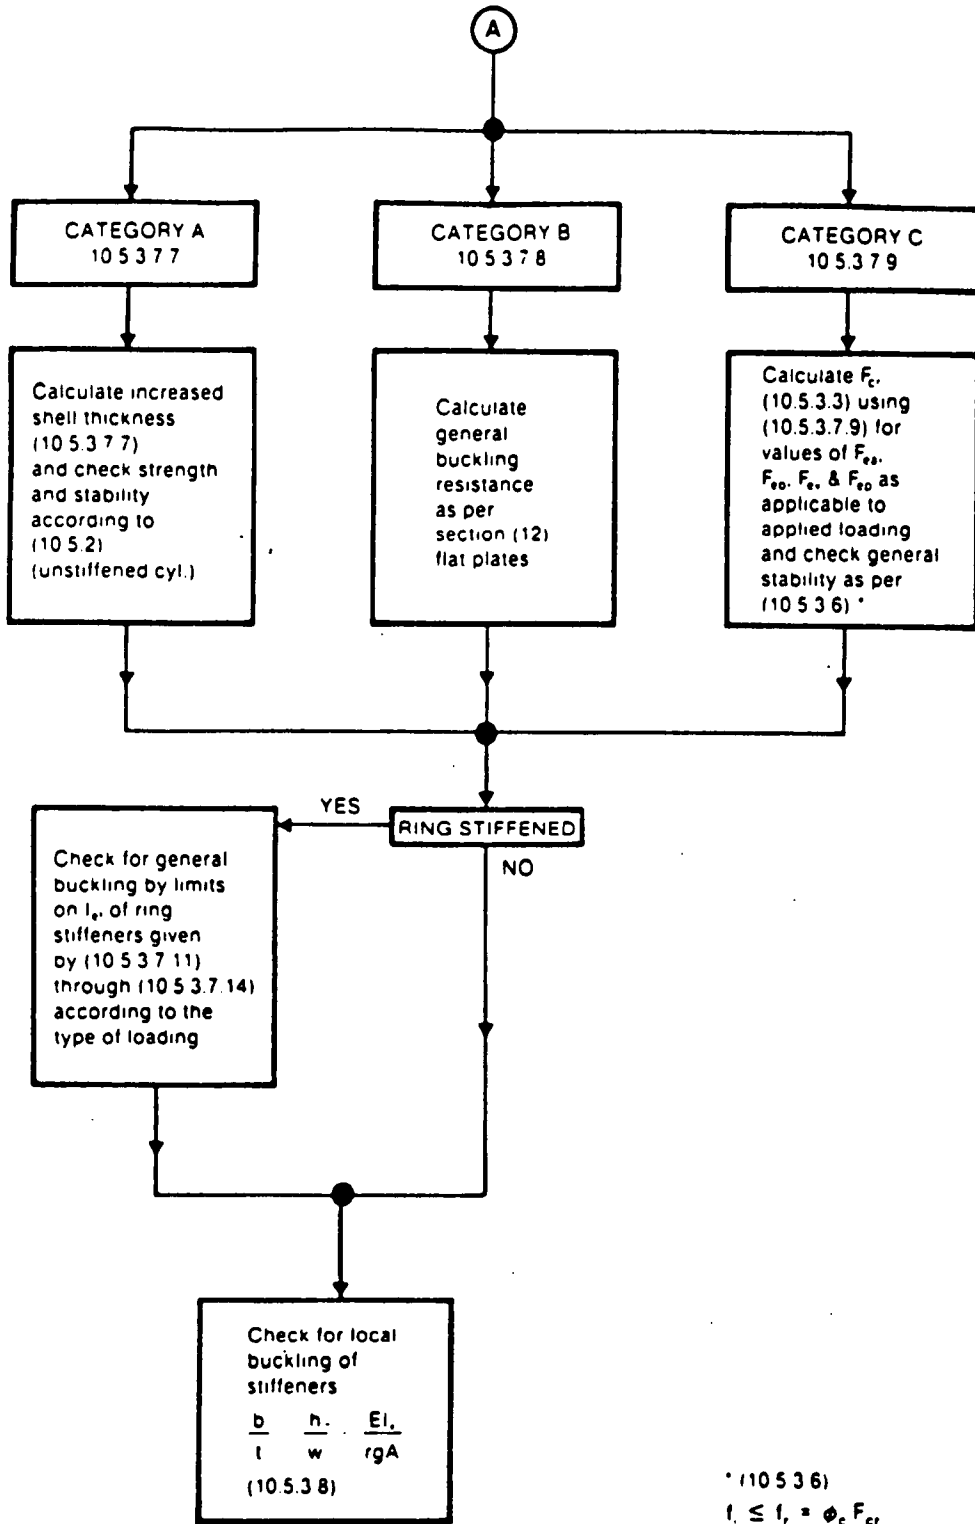 A
CATEGORY A
10 5 3 7 7
CATEGORY B
10 5 3 7 8
CATEGORY C
10 5.3 7 9
Calculate increased
shell thickness
(10 5.3 7 7)
and check strength
and stability
according to
(10 5.2)
(unstiffened cyl.)
Calculate
general
buckling
resistance
as per
section (12)
flat plates
Calculate F_c,
(10.5.3.3) using
(10.5.3.7.9) for
values of
as
applicable to
applied loading
and check general
stability as per
(10 5 3 6) *
YES
RING STIFFENED
NO
Check for general
buckling by limits
on I_e, of ring
stiffeners given
by (10 5 3 7 11)
through (10 5 3.7.14)
according to the
type of loading
Check for local
buckling of
stiffeners
b/t h/w
rgA
(10.5.3 8)
* (10 5 3 6)
≤ f_r = φ_c F_cr